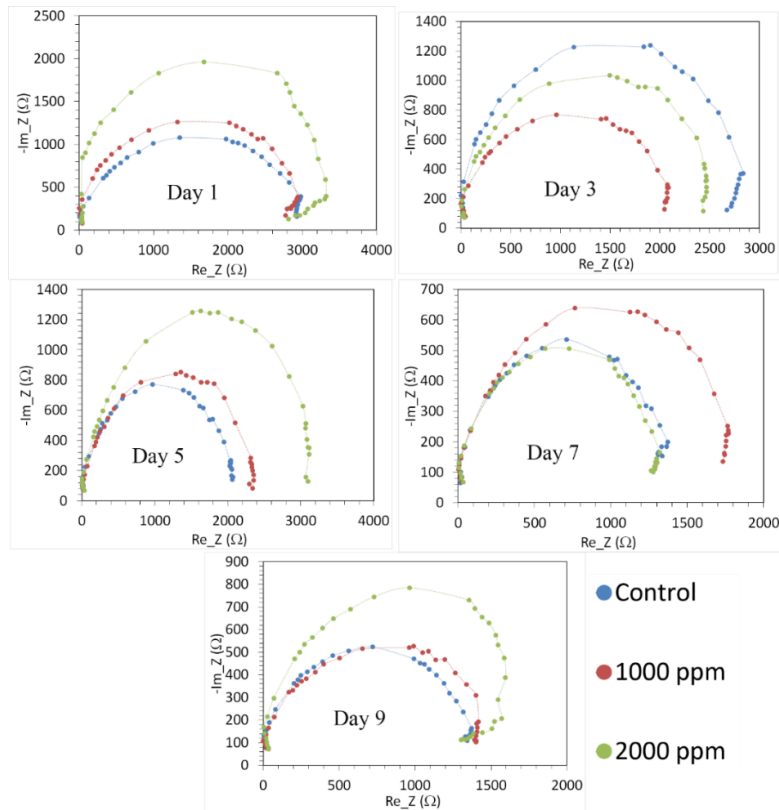 2500
2000
1500
1000
500
0
-Im_Z (Ω)
Day 1
0 1000 2000 3000 4000
Re_Z (Ω)
1400
1200
1000
800
600
400
200
0
-Im_Z (Ω)
Day 3
0 500 1000 1500 2000 2500 3000
Re_Z (Ω)
1400
1200
1000
800
600
400
200
0
-Im_Z (Ω)
Day 5
0 1000 2000 3000 4000
Re_Z (Ω)
700
600
500
400
300
200
100
0
-Im_Z (Ω)
Day 7
0 500 1000 1500 2000
Re_Z (Ω)
900
800
700
600
500
400
300
200
100
0
-Im_Z (Ω)
Day 9
0 500 1000 1500 2000
Re_Z (Ω)
Control
1000 ppm
2000 ppm